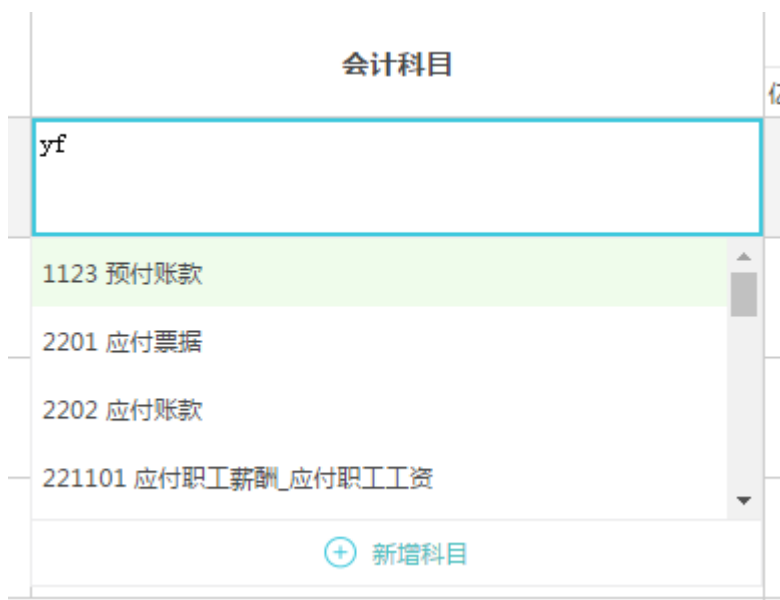 会计科目
yf
1123 预付账款
2201 应付票据
2202 应付账款
221101 应付职工薪酬_应付职工工资
新增科目